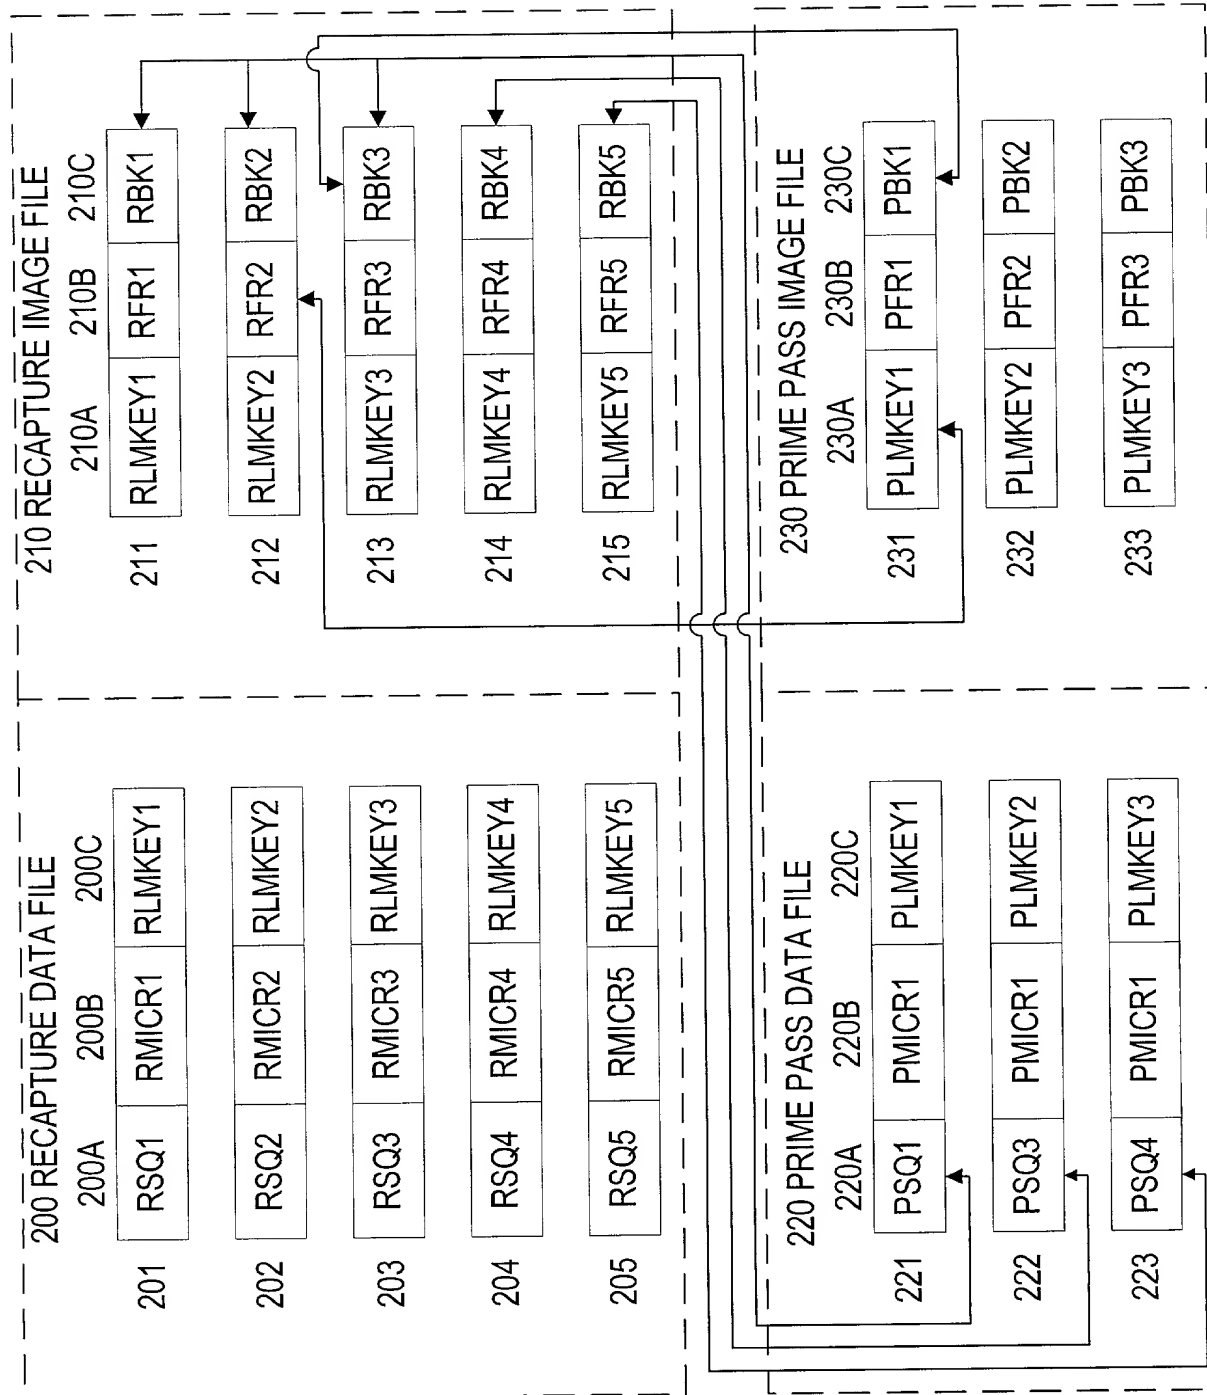 200 RECAPTURE DATA FILE
200A 200B 200C
201 RSQ1 RMICR1 RLMKEY1
202 RSQ2 RMICR2 RLMKEY2
203 RSQ3 RMICR3 RLMKEY3
204 RSQ4 RMICR4 RLMKEY4
205 RSQ5 RMICR5 RLMKEY5
210 RECAPTURE IMAGE FILE
210A 210B 210C
211 RLMKEY1 RFR1 RBK1
212 RLMKEY2 RFR2 RBK2
213 RLMKEY3 RFR3 RBK3
214 RLMKEY4 RFR4 RBK4
215 RLMKEY5 RFR5 RBK5
220 PRIME PASS DATA FILE
220A 220B 220C
221 PSQ1 PMICR1 PLMKEY1
222 PSQ3 PMICR1 PLMKEY2
223 PSQ4 PMICR1 PLMKEY3
230 PRIME PASS IMAGE FILE
230A 230B 230C
231 PLMKEY1 PFR1 PBK1
232 PLMKEY2 PFR2 PBK2
233 PLMKEY3 PFR3 PBK3